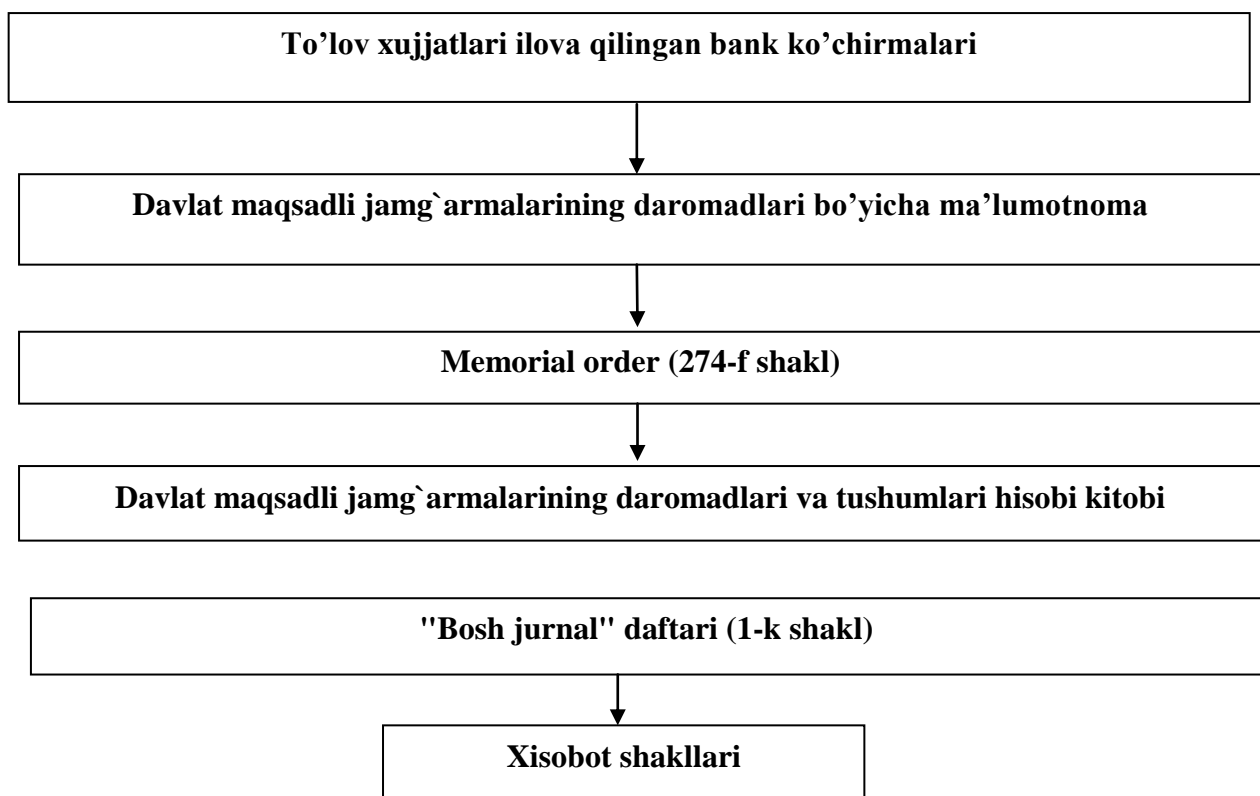 To’lov xujjatlari ilova qilingan bank ko’chirmalari
Davlat maqsadli jamg`armalarining daromadlari bo’yicha ma’lumotnoma
Memorial order (274-f shakl)
Davlat maqsadli jamg`armalarining daromadlari va tushumlari hisobi kitobi
"Bosh jurnal" daftari (1-k shakl)
Xisobot shakllari